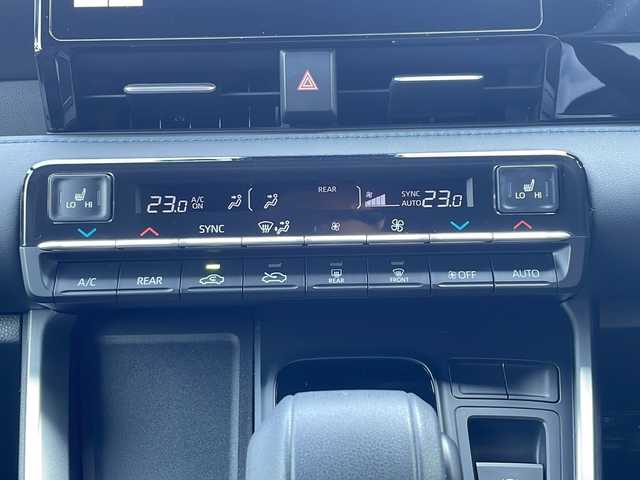 REAR
A/C ON
SYNC AUTO
23.0
23.0
LO HI
LO HI
SYNC
A/C
REAR
REAR
FRONT
OFF
AUTO